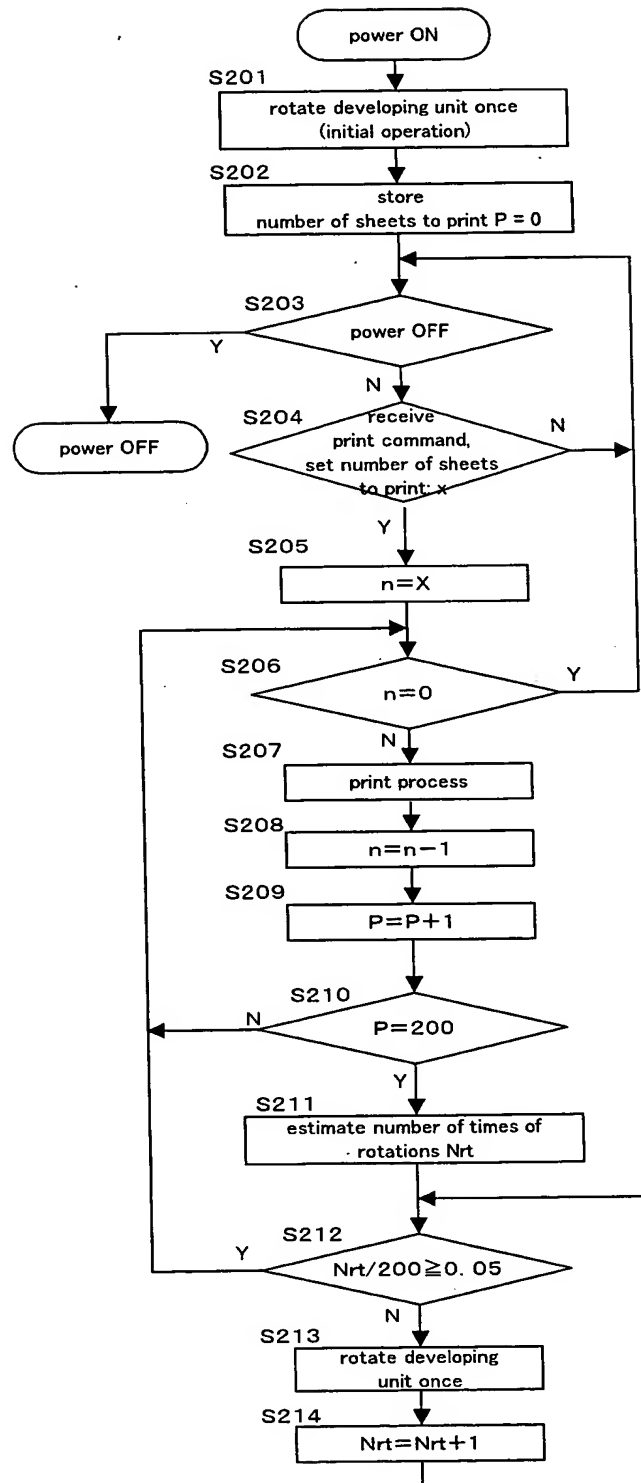 power ON
S201
rotate developing unit once
(initial operation)
S202
store
number of sheets to print P = 0
S203
power OFF
Y
N
power OFF
S204
receive
print command,
set number of sheets
to print: x
N
Y
S205
n=X
S206
n=0
Y
N
S207
print process
S208
n=n-1
S209
P=P+1
S210
P=200
N
Y
S211
estimate number of times of
rotations Nrt
S212
Nrt/200≧0. 05
Y
N
S213
rotate developing
unit once
S214
Nrt=Nrt+1